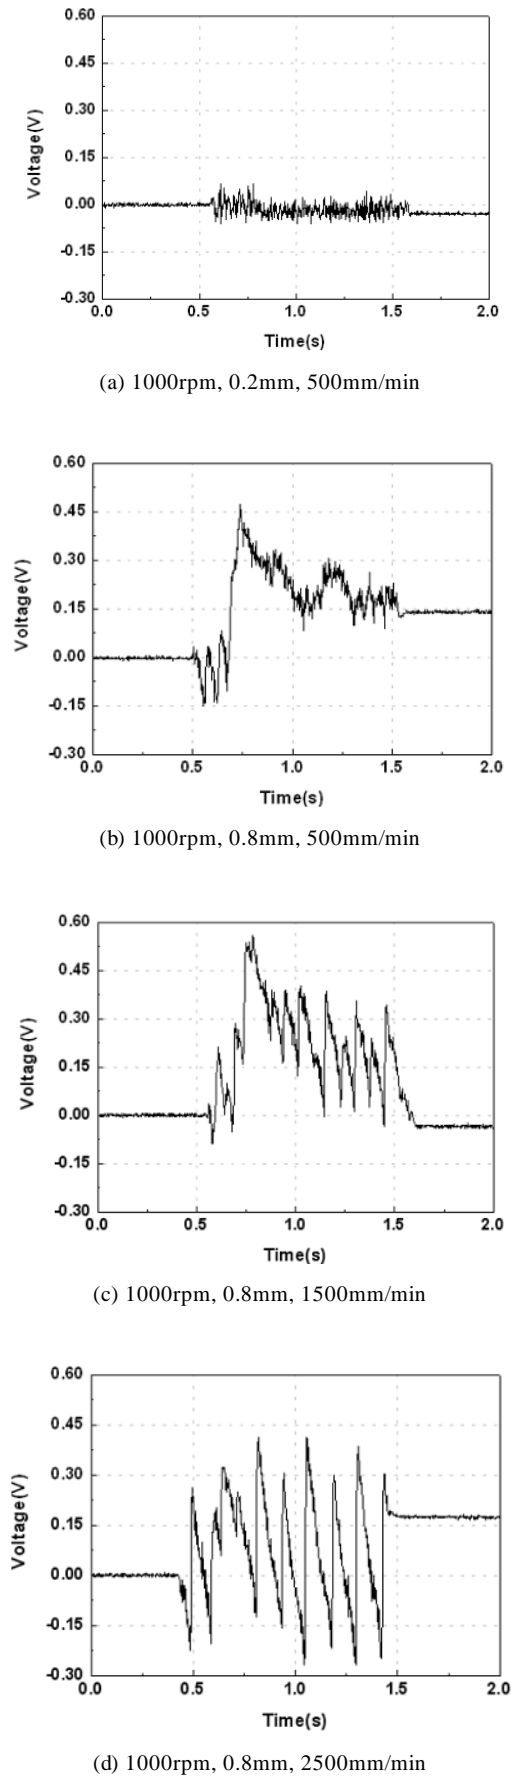 0.60
0.45
0.30
0.15
0.00
-0.15
-0.30
Voltage(V)
0.0 0.5 1.0 1.5 2.0
Time(s)
(a) 1000rpm, 0.2mm, 500mm/min
0.60
0.45
0.30
0.15
0.00
-0.15
-0.30
Voltage(V)
0.0 0.5 1.0 1.5 2.0
Time(s)
(b) 1000rpm, 0.8mm, 500mm/min
0.60
0.45
0.30
0.15
0.00
-0.15
-0.30
Voltage(V)
0.0 0.5 1.0 1.5 2.0
Time(s)
(c) 1000rpm, 0.8mm, 1500mm/min
0.60
0.45
0.30
0.15
0.00
-0.15
-0.30
Voltage(V)
0.0 0.5 1.0 1.5 2.0
Time(s)
(d) 1000rpm, 0.8mm, 2500mm/min